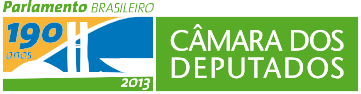 Parlamento BRASILEIRO
190
anos
2013
CÂMARA DOS
DEPUTADOS